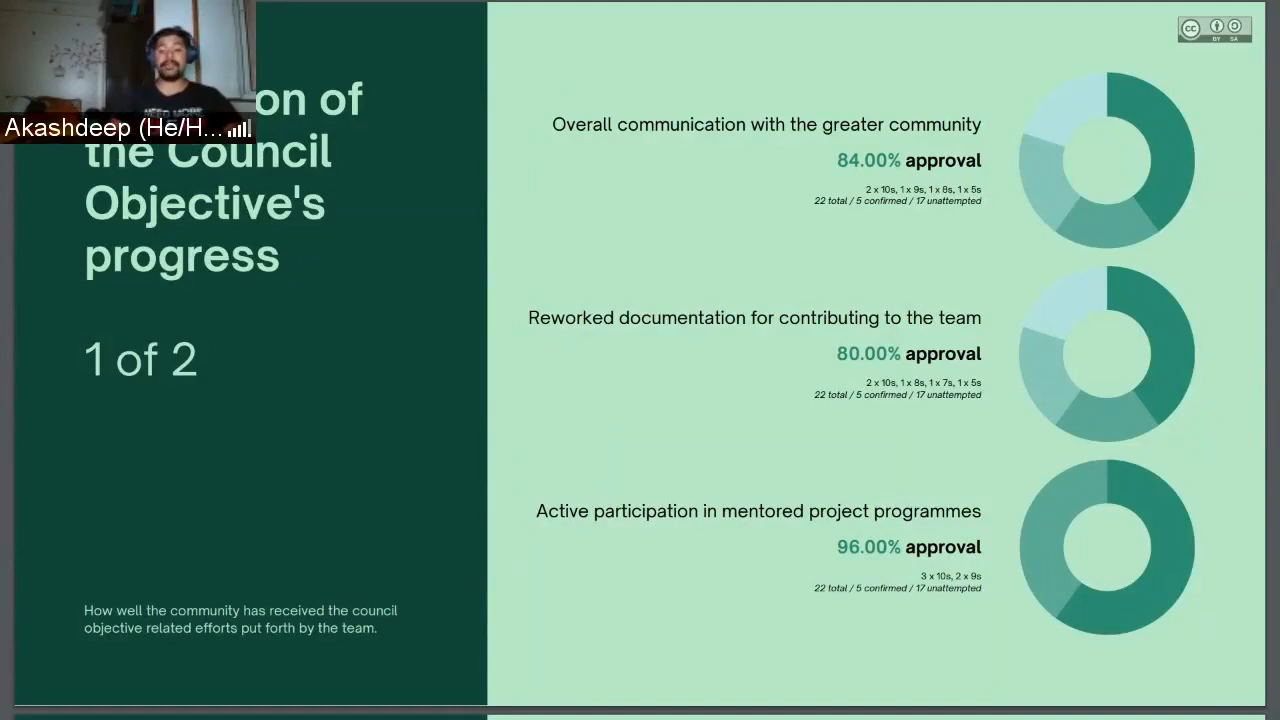 Akashdeep (He/H...
on of
the Council
Objective's
progress
1 of 2
How well the community has received the council
objective related efforts put forth by the team.
cc
BY SA
Overall communication with the greater community
84.00% approval
2 x 10s, 1 x 9s, 1 x 8s, 1 x 5s
22 total / 5 confirmed / 17 unattempted
Reworked documentation for contributing to the team
80.00% approval
2 x 10s, 1 x 8s, 1 x 7s, 1 x 5s
22 total / 5 confirmed / 17 unattempted
Active participation in mentored project programmes
96.00% approval
3 x 10s, 2 x 9s
22 total / 5 confirmed / 17 unattempted